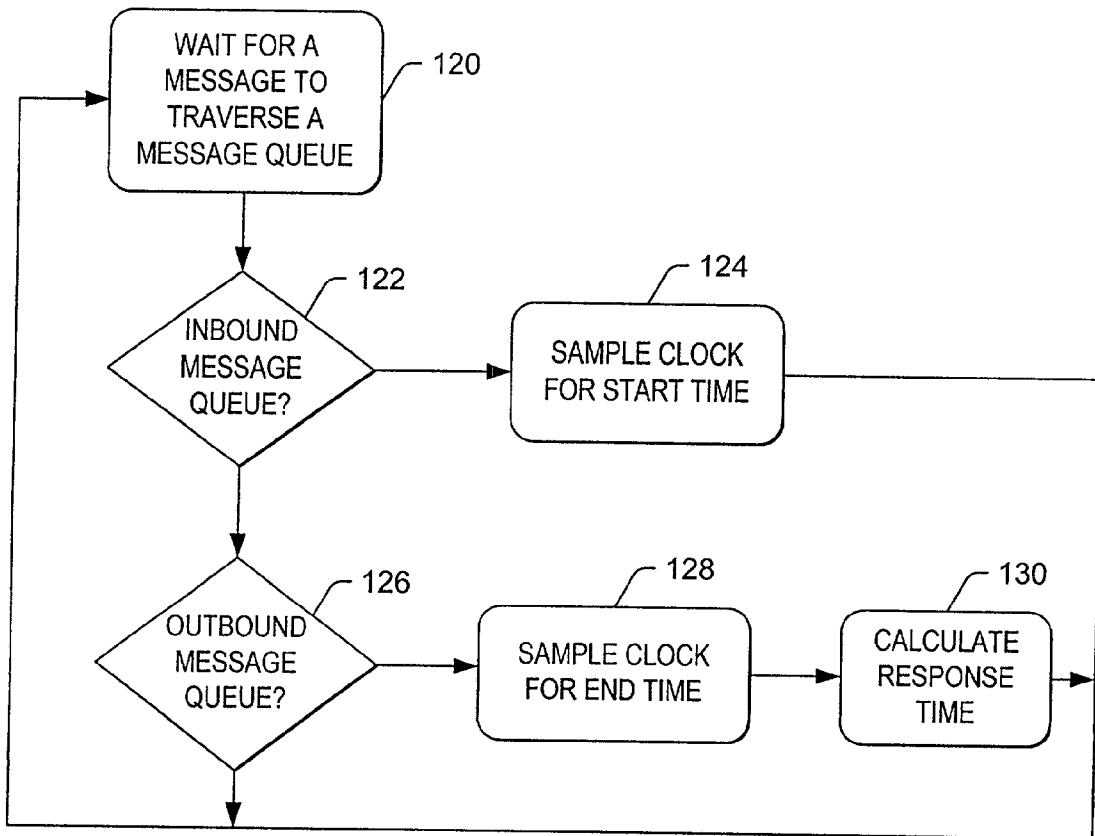 WAIT FOR A
MESSAGE TO
TRAVERSE A
MESSAGE QUEUE
120
INBOUND
MESSAGE
QUEUE?
122
SAMPLE CLOCK
FOR START TIME
124
OUTBOUND
MESSAGE
QUEUE?
126
SAMPLE CLOCK
FOR END TIME
128
CALCULATE
RESPONSE
TIME
130